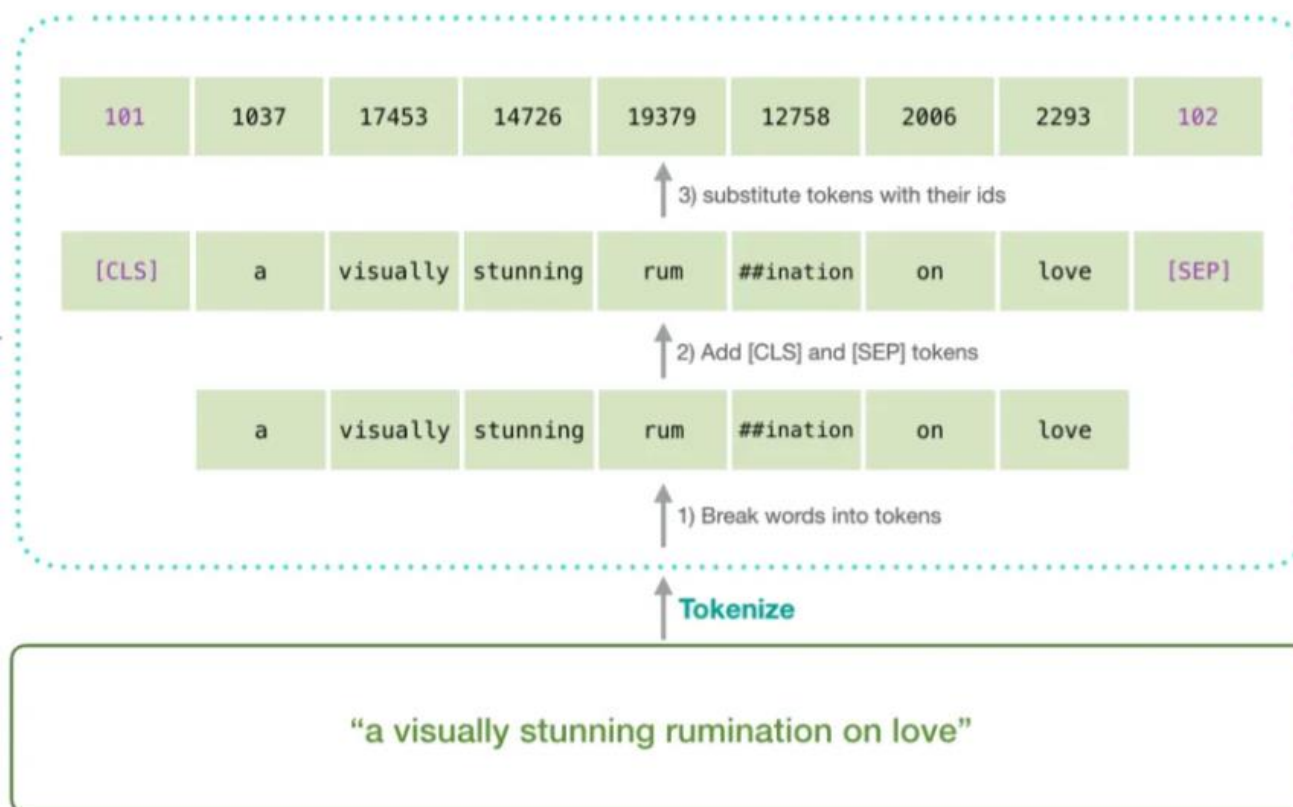 101 1037 17453 14726 19379 12758 2006 2293 102
3) substitute tokens with their ids
[CLS] a visually stunning rum ##ination on love [SEP]
2) Add [CLS] and [SEP] tokens
a visually stunning rum ##ination on love
1) Break words into tokens
Tokenize
“a visually stunning rumination on love”